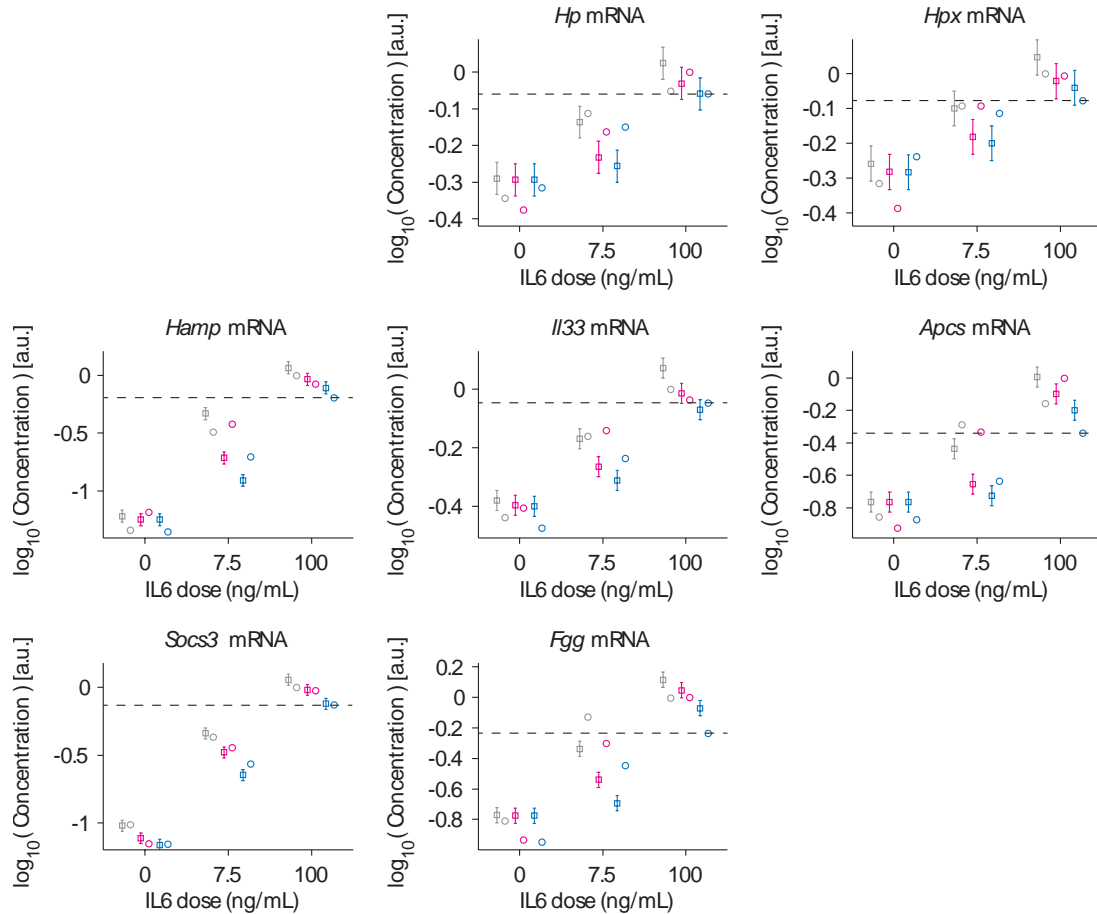 Hp mRNA
log10( Concentration ) [a.u.]
0
-0.1
-0.2
-0.3
-0.4
0 7.5 100
IL6 dose (ng/mL)
Hpx mRNA
log10( Concentration ) [a.u.]
0
-0.1
-0.2
-0.3
-0.4
0 7.5 100
IL6 dose (ng/mL)
Hamp mRNA
log10( Concentration ) [a.u.]
0
-0.5
-1
0 7.5 100
IL6 dose (ng/mL)
Il33 mRNA
log10( Concentration ) [a.u.]
0
-0.2
-0.4
0 7.5 100
IL6 dose (ng/mL)
Apcs mRNA
log10( Concentration ) [a.u.]
0
-0.2
-0.4
-0.6
-0.8
0 7.5 100
IL6 dose (ng/mL)
Socs3 mRNA
log10( Concentration ) [a.u.]
0
-0.5
-1
0 7.5 100
IL6 dose (ng/mL)
Fgg mRNA
log10( Concentration ) [a.u.]
0.2
0
-0.2
-0.4
-0.6
-0.8
0 7.5 100
IL6 dose (ng/mL)